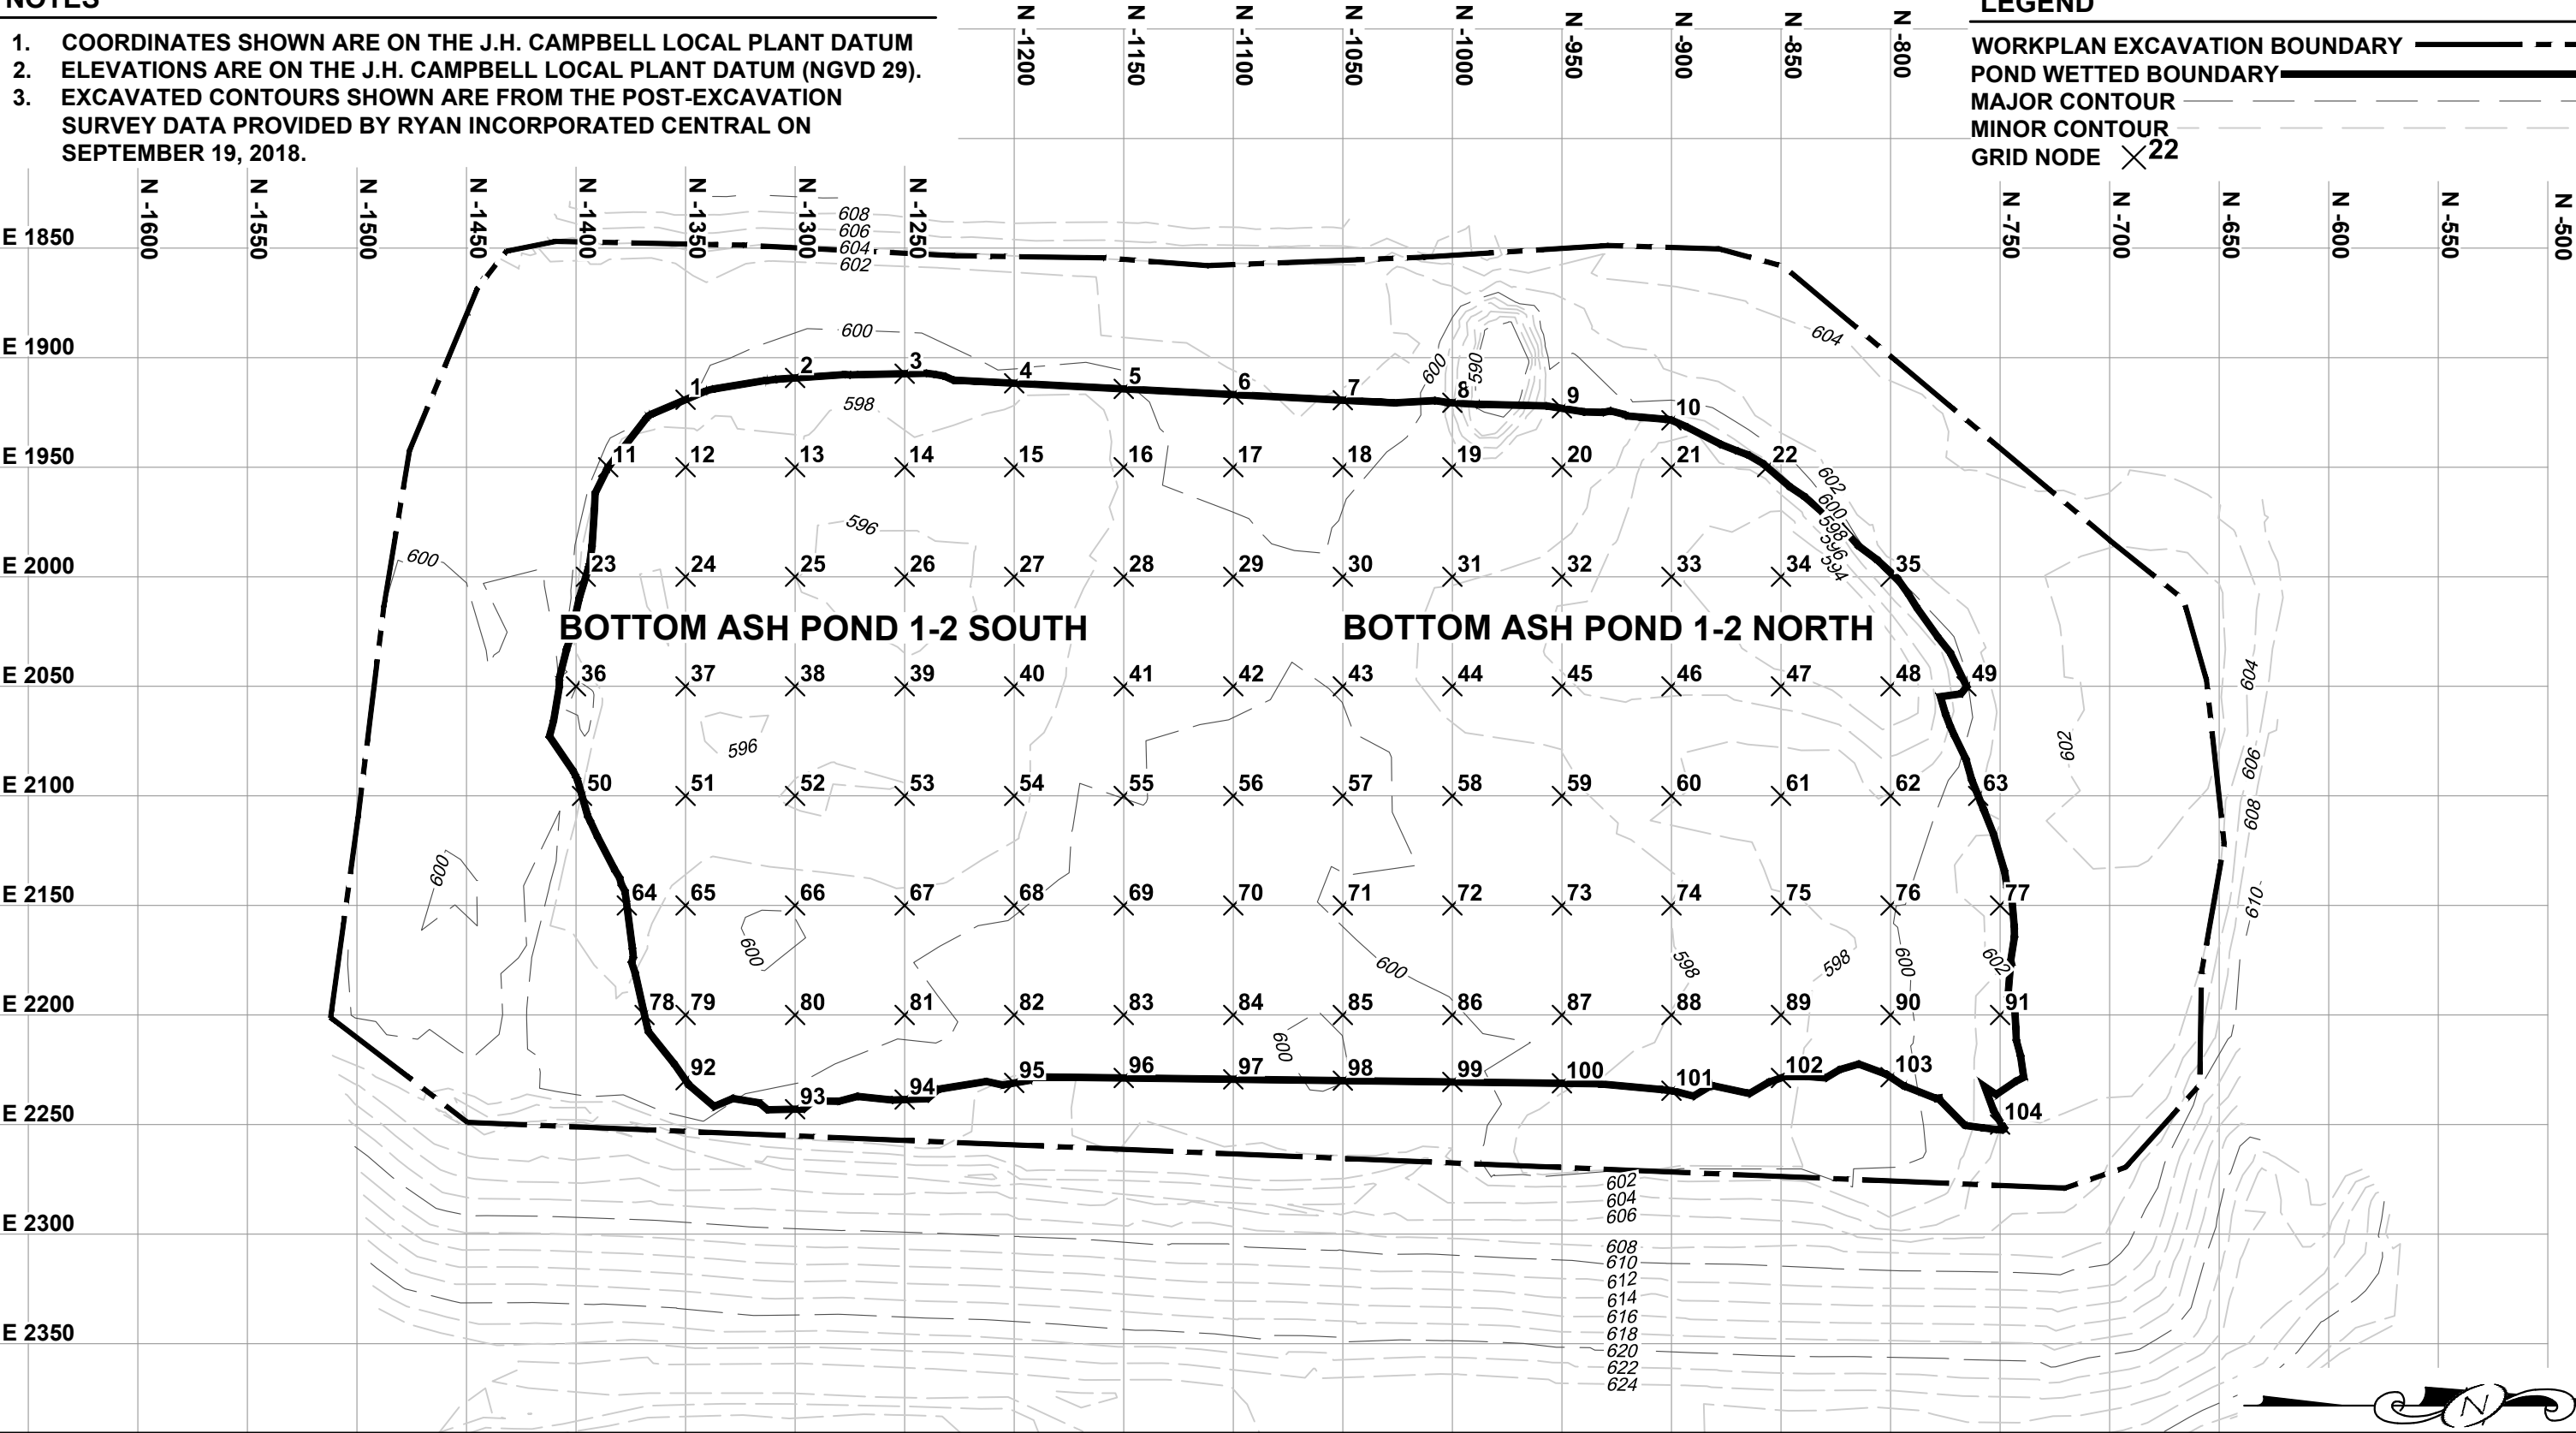 NOTES
1. COORDINATES SHOWN ARE ON THE J.H. CAMPBELL LOCAL PLANT DATUM
2. ELEVATIONS ARE ON THE J.H. CAMPBELL LOCAL PLANT DATUM (NGVD 29).
3. EXCAVATED CONTOURS SHOWN ARE FROM THE POST-EXCAVATION
SURVEY DATA PROVIDED BY RYAN INCORPORATED CENTRAL ON
SEPTEMBER 19, 2018.
LEGEND
WORKPLAN EXCAVATION BOUNDARY
POND WETTED BOUNDARY
MAJOR CONTOUR
MINOR CONTOUR
GRID NODE 22
N -1600
N -1550
N -1500
N -1450
N -1400
N -1350
N -1300
N -1250
N -1200
N -1150
N -1100
N -1050
N -1000
N -950
N -900
N -850
N -800
N -750
N -700
N -650
N -600
N -550
N -500
608
606
E 1850
604
602
600
604
E 1900
1 2 3 4 5 6 7 8 9 10
600
590
598
E 1950
11 12 13 14 15 16 17 18 19 20 21 22
602
600
598
596
594
596
600
E 2000
23 24 25 26 27 28 29 30 31 32 33 34 35
BOTTOM ASH POND 1-2 SOUTH
BOTTOM ASH POND 1-2 NORTH
E 2050
36 37 38 39 40 41 42 43 44 45 46 47 48 49
604
596
602
606
E 2100
50 51 52 53 54 55 56 57 58 59 60 61 62 63
608
600
E 2150
64 65 66 67 68 69 70 71 72 73 74 75 76 77
610
600
600
598
598
600
602
E 2200
78 79 80 81 82 83 84 85 86 87 88 89 90 91
600
92 93 94 95 96 97 98 99 100 101 102 103 104
E 2250
602
604
606
E 2300
608
610
612
614
616
E 2350
618
620
622
624
N